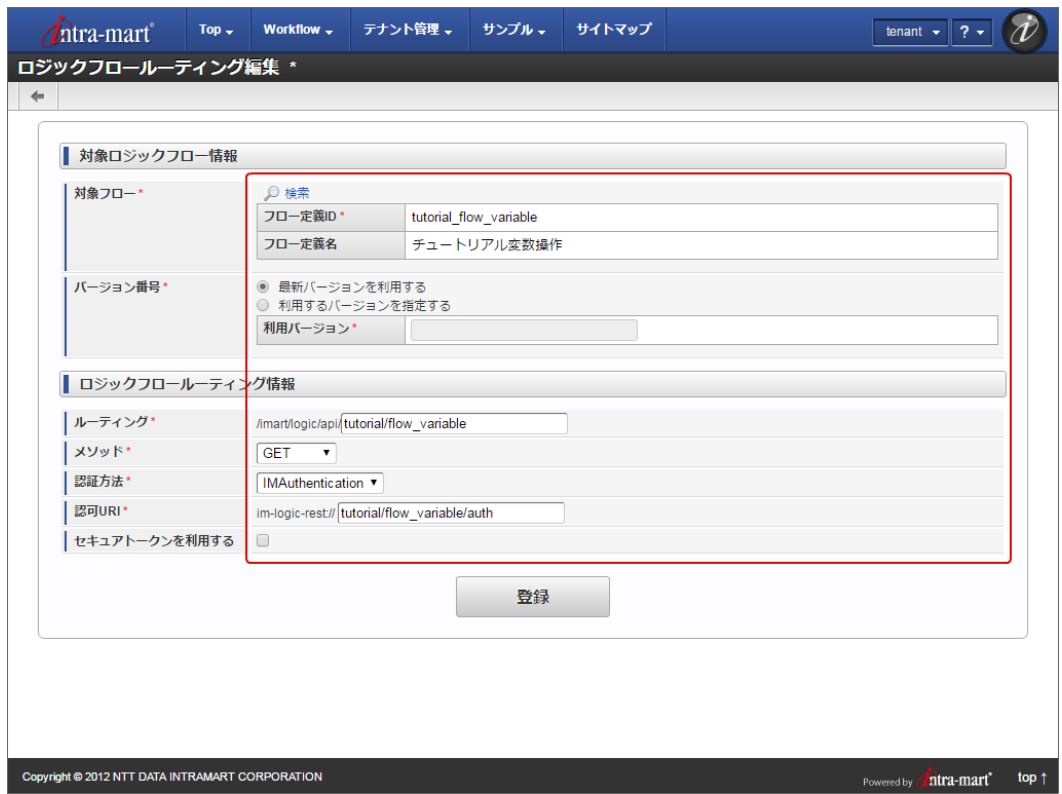 intra-mart Top Workflow テナント管理 サンプル サイトマップ tenant ?
ロジックフロールーティング編集 *
対象ロジックフロー情報
対象フロー* 検索
フロー定義ID* tutorial_flow_variable
フロー定義名 チュートリアル変数操作
バージョン番号* 最新バージョンを利用する
利用するバージョンを指定する
利用バージョン*
ロジックフロールーティング情報
ルーティング* /imart/logic/api/tutorial/flow_variable
メソッド* GET
認証方法* IMAuthentication
認可URI* im-logic-rest://tutorial/flow_variable/auth
セキュアトークンを利用する
登録
Copyright © 2012 NTT DATA INTRAMART CORPORATION Powered by intra-mart top ↑